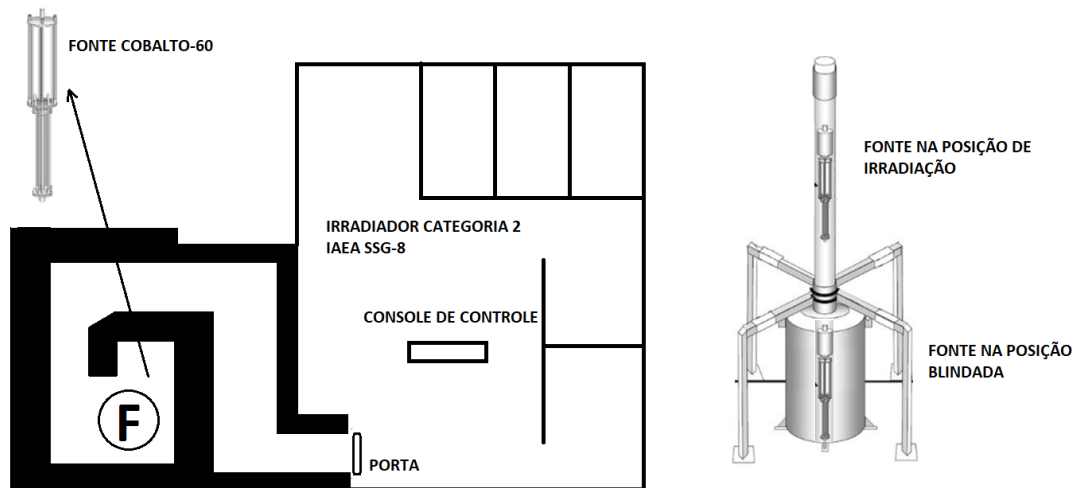 FONTE COBALTO-60
IRRADIADOR CATEGORIA 2
IAEA SSG-8
CONSOLE DE CONTROLE
F
PORTA
FONTE NA POSIÇÃO DE
IRRADIAÇÃO
FONTE NA POSIÇÃO
BLINDADA